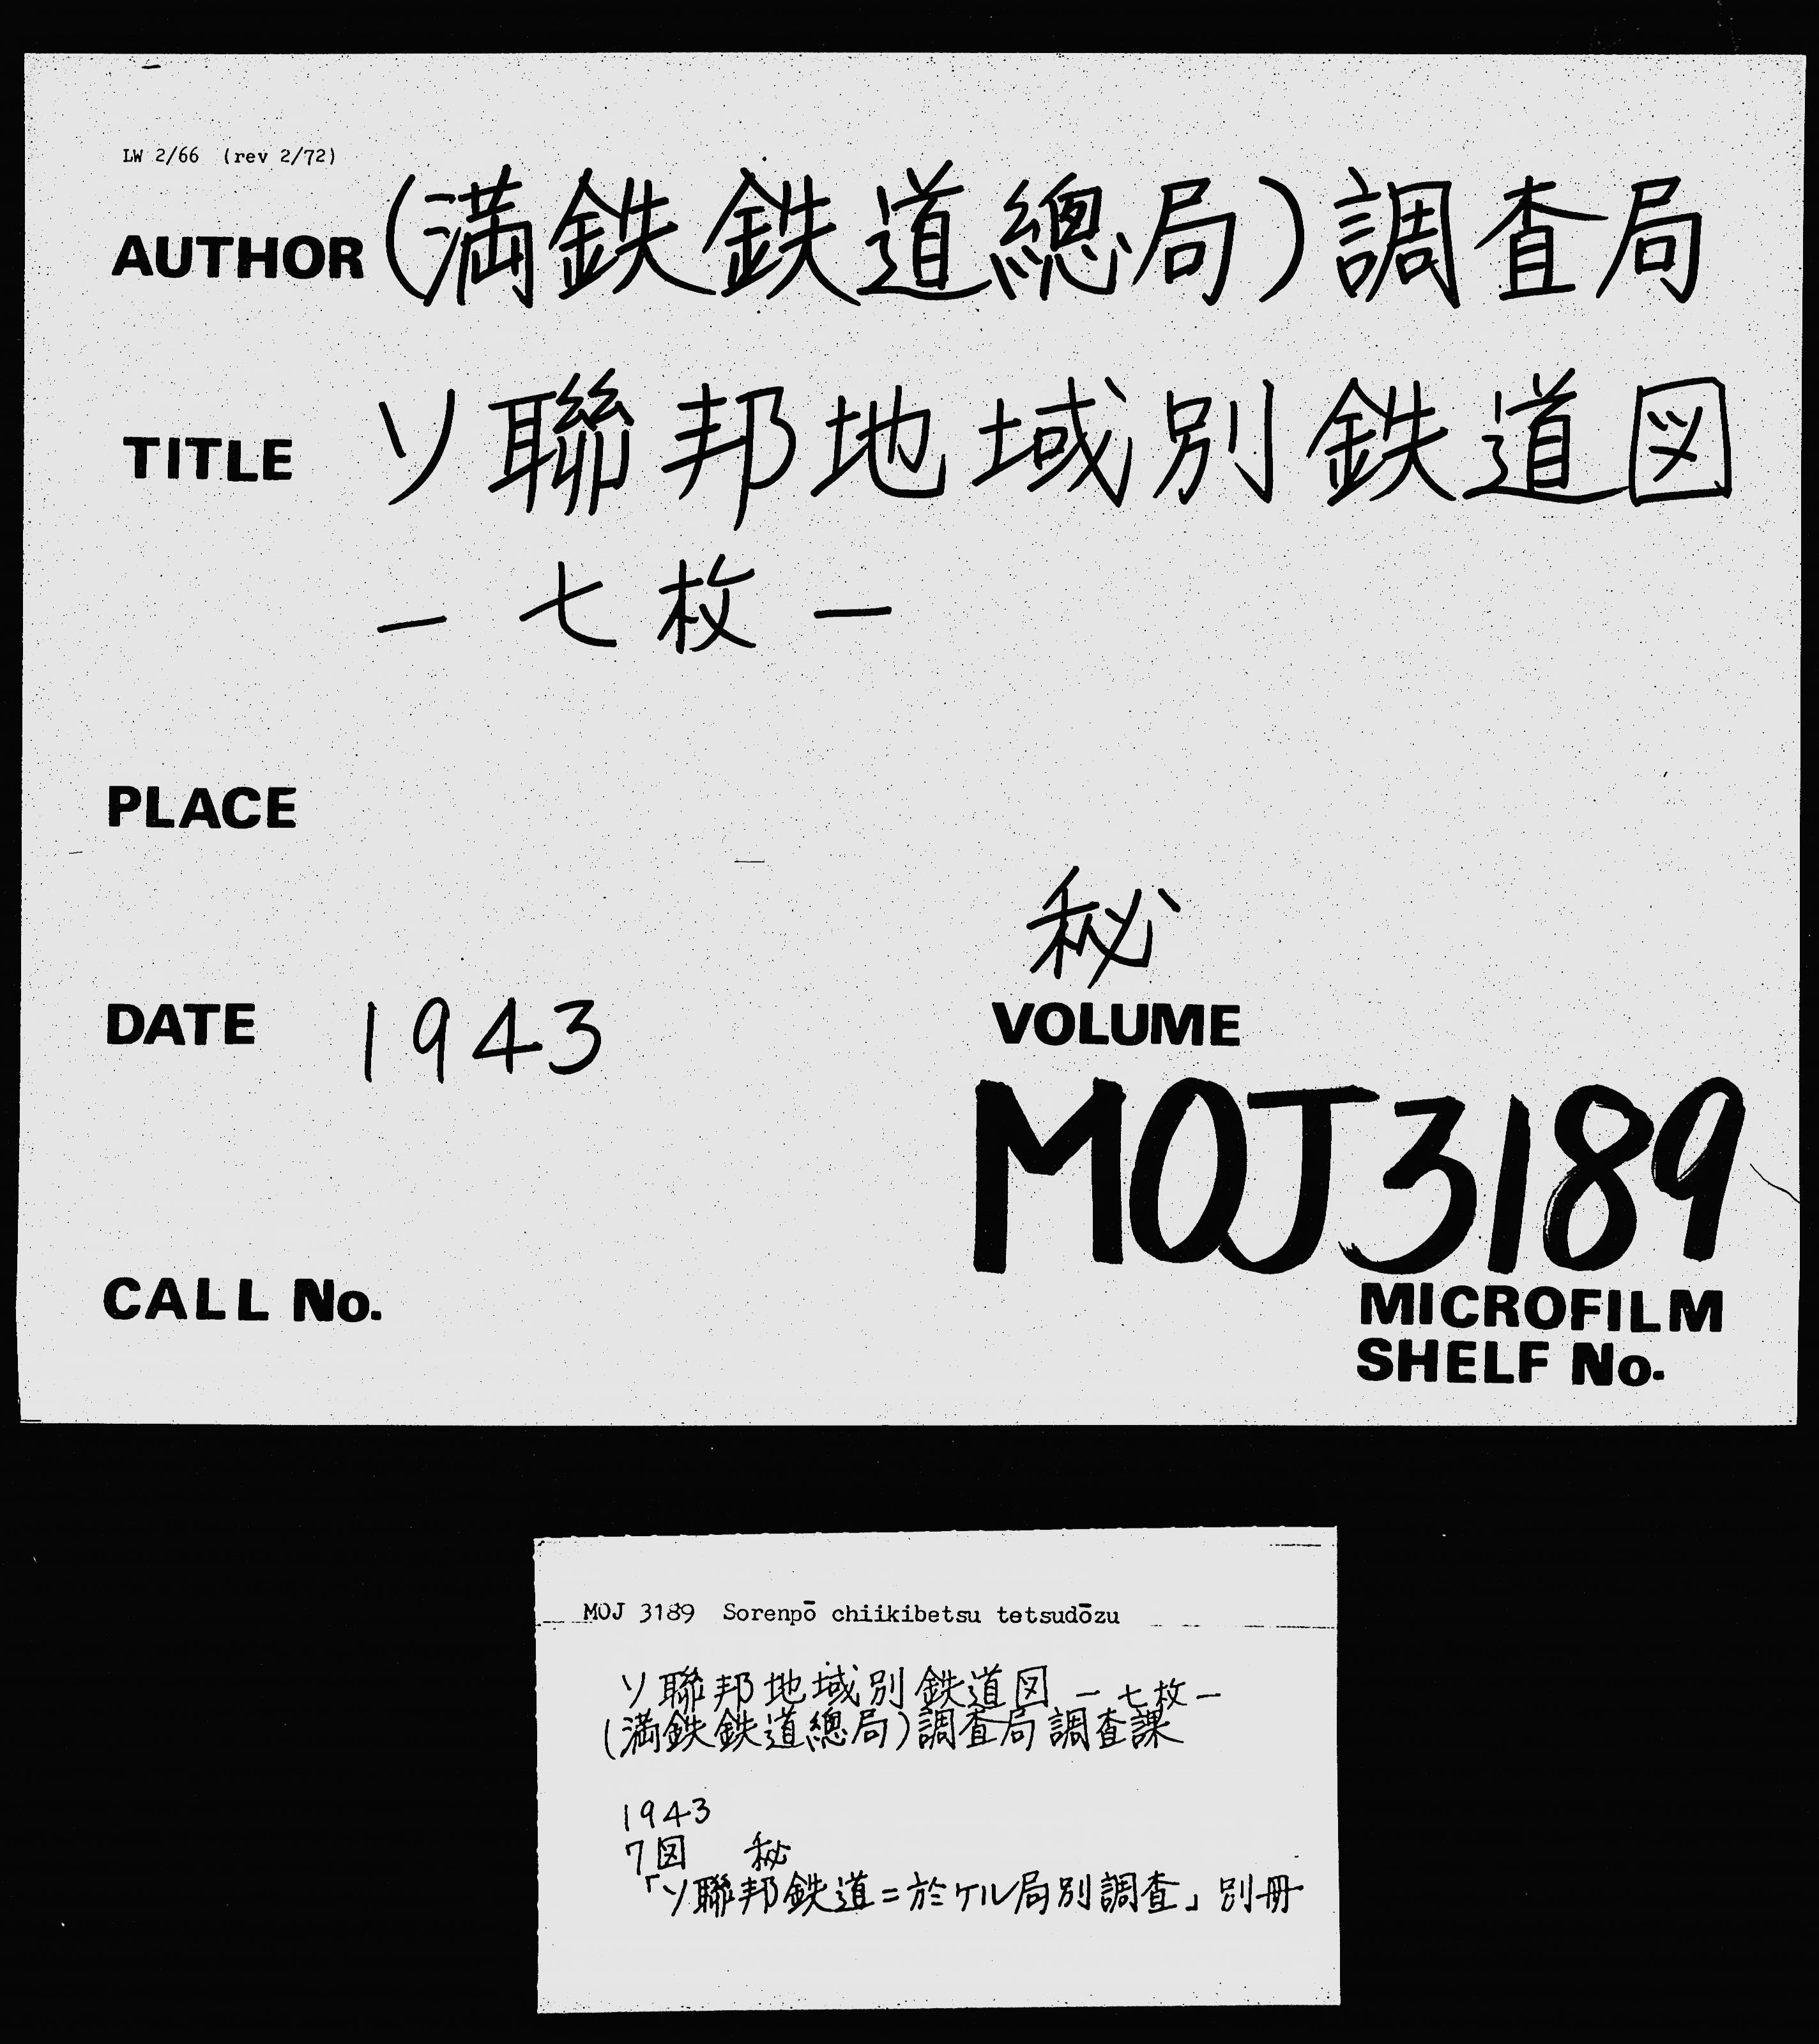 LW 2/66 (rev 2/72)
AUTHOR (満鉄鉄道總局)調査局
TITLE ソ聯邦地域別鉄道図
― 七枚 ―
PLACE
秘
DATE 1943 VOLUME
MOJ3189
CALL No. MICROFILM
SHELF No.
MOJ 3189 Sorenpō chiikibetsu tetsudōzu
ソ聯邦地域別鉄道図 ―七枚―
(満鉄鉄道總局)調査局調査課
1943
7図 秘
「ソ聯邦鉄道ニ於ケル局別調査」別冊